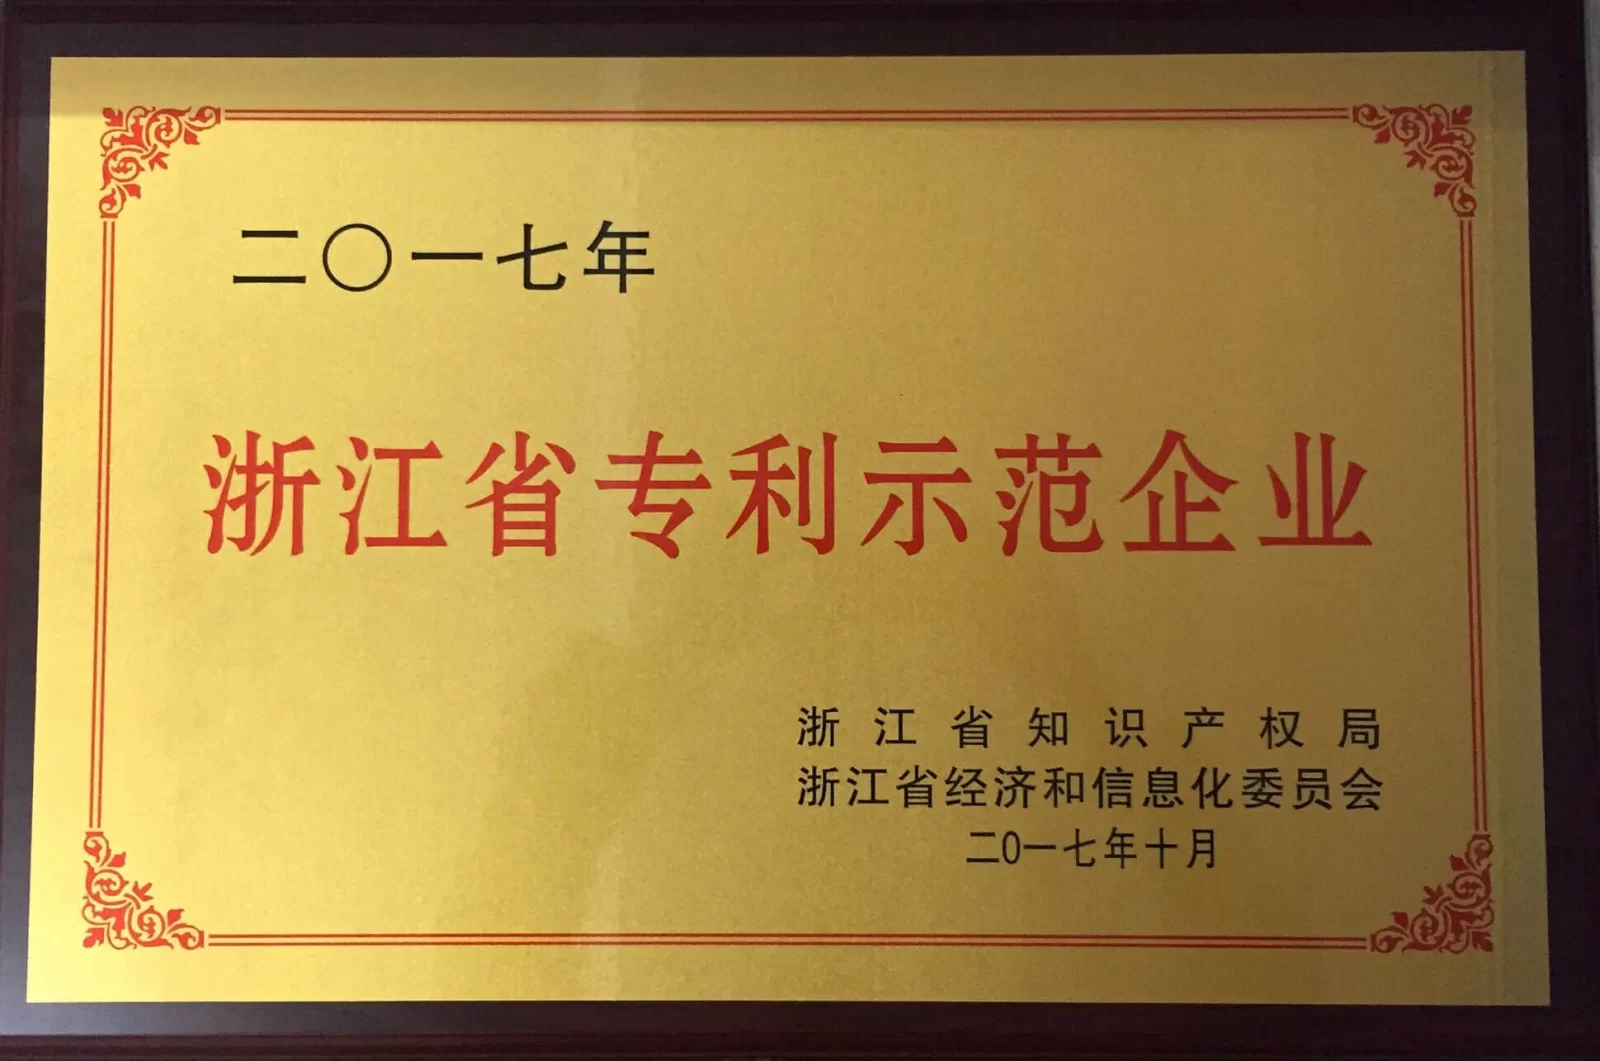 二〇一七年
浙江省专利示范企业
浙江省知识产权局
浙江省经济和信息化委员会
二〇一七年十月